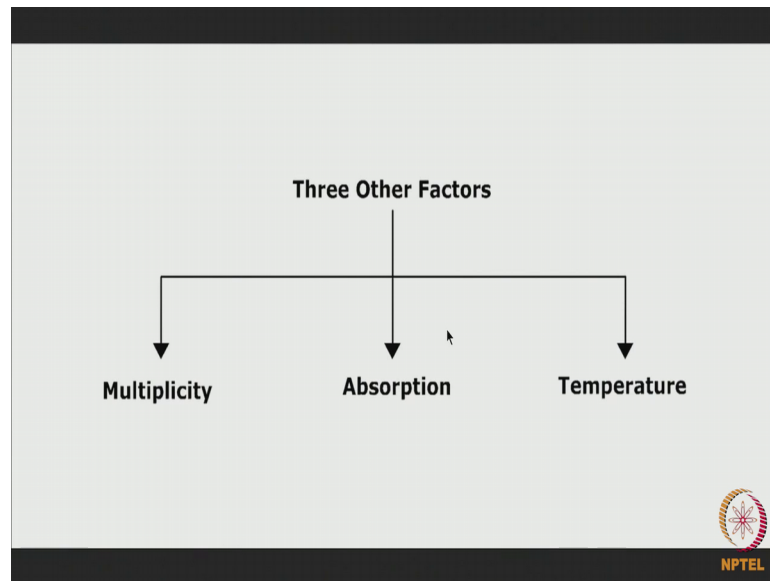 Three Other Factors
Multiplicity
Absorption
Temperature
NPTEL